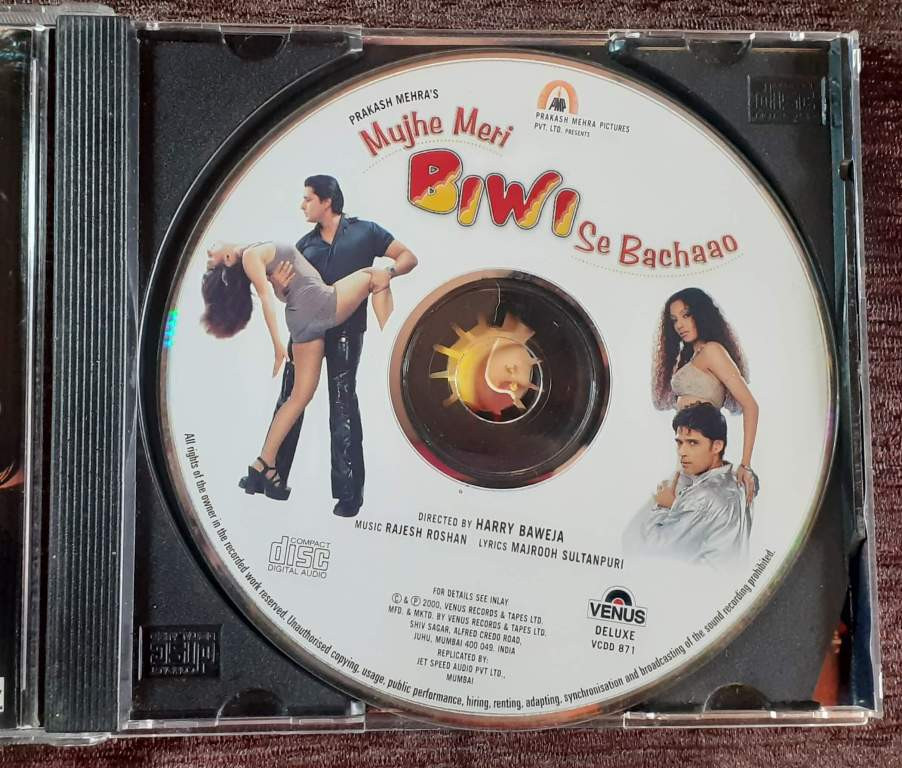 PRAKASH MEHRA'S
Mujhe Meri
BIWI
Se Bachaao
PMP
PRAKASH MEHRA PICTURES
PVT. LTD. PRESENTS
DIRECTED BY HARRY BAWEJA
MUSIC RAJESH ROSHAN LYRICS MAJROOH SULTANPURI
COMPACT
disc
DIGITAL AUDIO
FOR DETAILS SEE INLAY
© & ℗ 2000, VENUS RECORDS & TAPES LTD.
MFD. & MKTD. BY VENUS RECORDS & TAPES LTD.
SHIV SAGAR, ALFRED CREDO ROAD,
JUHU, MUMBAI 400 049. INDIA
REPLICATED BY:
JET SPEED AUDIO PVT LTD.,
MUMBAI
VENUS
DELUXE
VCDD 871
All rights of the owner in the recorded work reserved. Unauthorised copying, usage, public performance, hiring, renting, adapting, synchronisation and broadcasting of the sound recording prohibited.